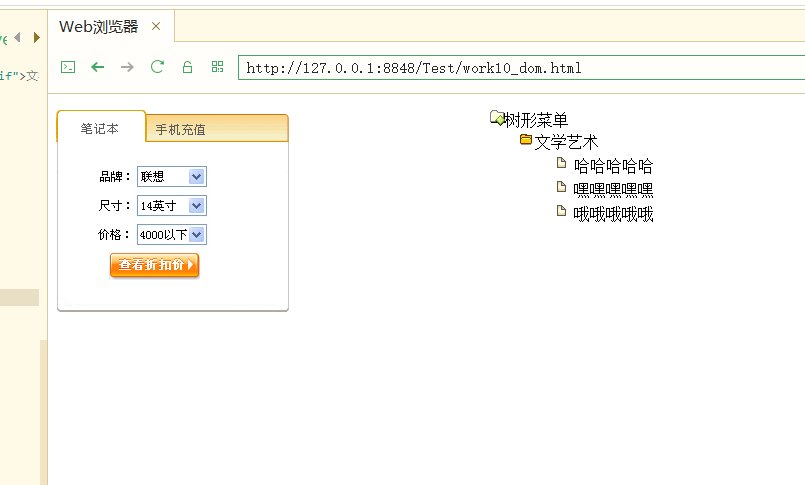 Web浏览器
if">文
http://127.0.0.1:8848/Test/work10_dom.html
笔记本
手机充值
品牌：联想
尺寸：14英寸
价格：4000以下
查看折扣价
树形菜单
文学艺术
哈哈哈哈哈
嘿嘿嘿嘿嘿
哦哦哦哦哦